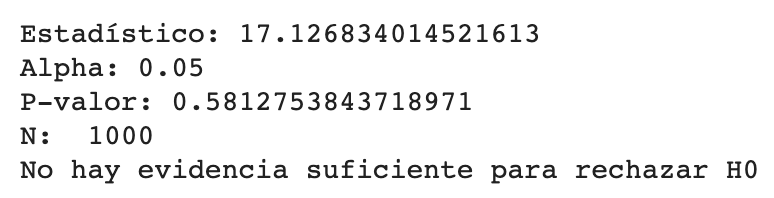 Estadístico: 17.126834014521613
Alpha: 0.05
P-valor: 0.5812753843718971
N:  1000
No hay evidencia suficiente para rechazar H0